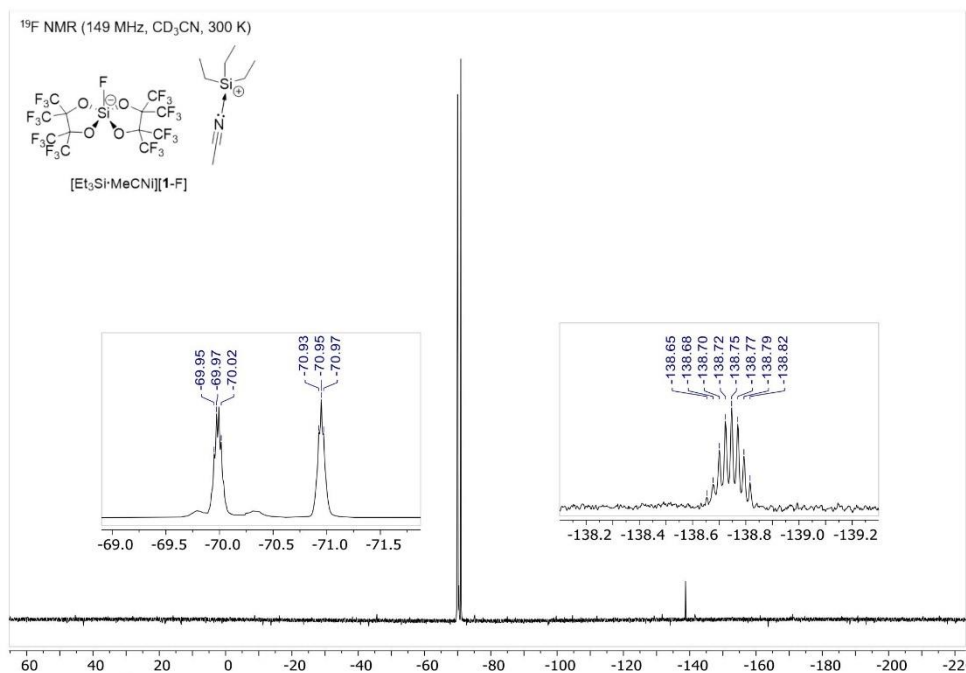 ¹⁹F NMR (149 MHz, CD₃CN, 300 K)
F
Si
⊖
O
O
O
O
F₃C
F₃C
F₃C
F₃C
CF₃
CF₃
CF₃
CF₃
Si
⊕
N
[Et₃Si·MeCNi][1-F]
-69.95
-69.97
-70.02
-70.93
-70.95
-70.97
-69.0 -69.5 -70.0 -70.5 -71.0 -71.5
-138.65
-138.68
-138.70
-138.72
-138.75
-138.77
-138.79
-138.82
-138.2 -138.4 -138.6 -138.8 -139.0 -139.2
60 40 20 0 -20 -40 -60 -80 -100 -120 -140 -160 -180 -200 -22